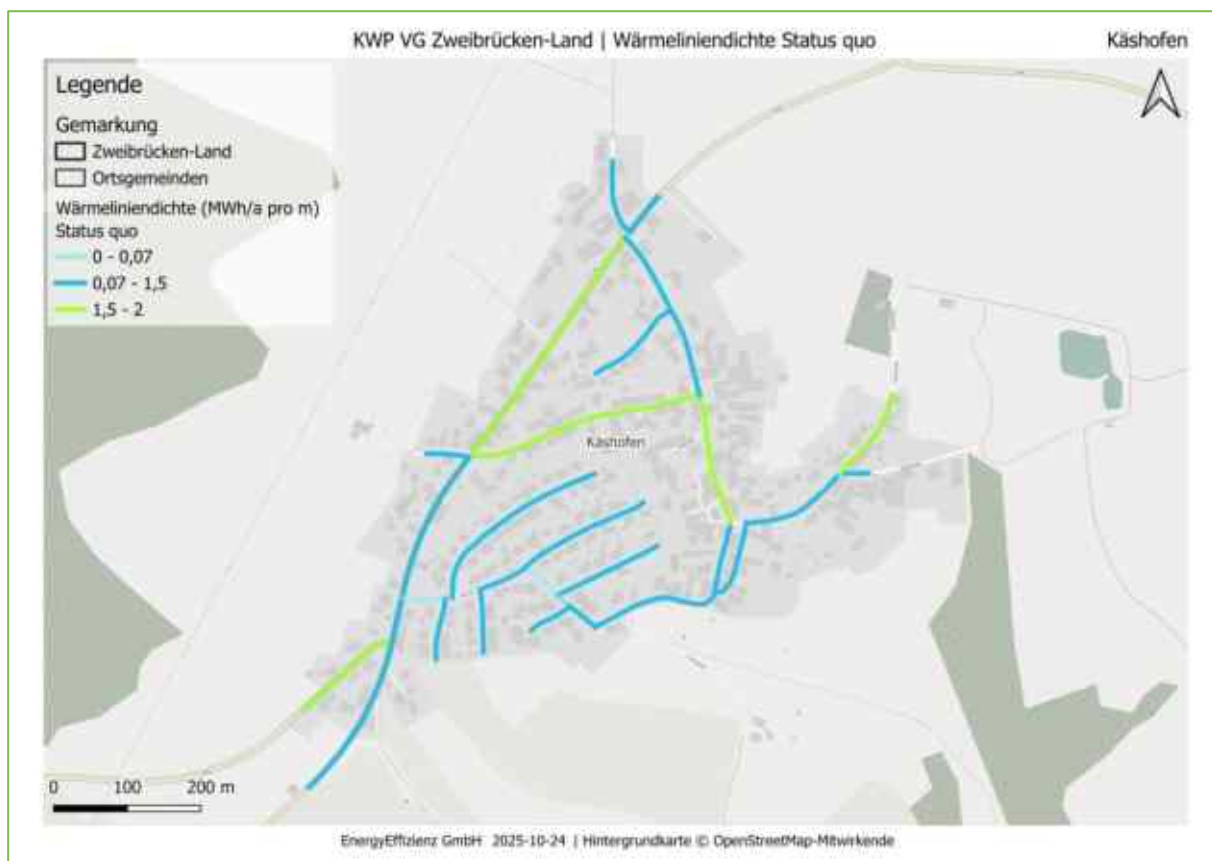 KWP VG Zweibrücken-Land | Wärmeliniendichte Status quo
Käshofen
Legende
Gemarkung
Zweibrücken-Land
Ortsgemeinden
Wärmeliniendichte (MWh/a pro m)
Status quo
0 - 0,07
0,07 - 1,5
1,5 - 2
Käshofen
0 100 200 m
EnergyEffizienz GmbH 2025-10-24 | Hintergrundkarte © OpenStreetMap-Mitwirkende